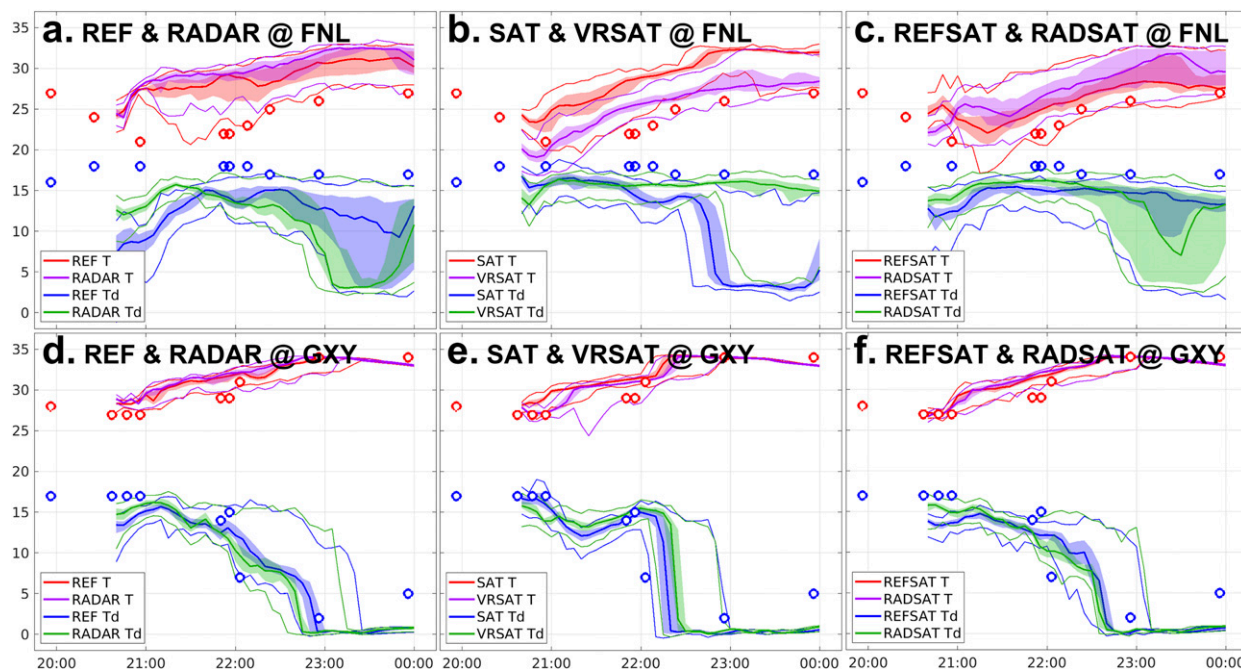 a. REF & RADAR @ FNL
b. SAT & VRSAT @ FNL
c. REFSAT & RADSAT @ FNL
35
30
25
20
15
10
5
0
REF T
RADAR T
REF Td
RADAR Td
SAT T
VRSAT T
SAT Td
VRSAT Td
REFSAT T
RADSAT T
REFSAT Td
RADSAT Td
d. REF & RADAR @ GXY
e. SAT & VRSAT @ GXY
f. REFSAT & RADSAT @ GXY
35
30
25
20
15
10
5
0
REF T
RADAR T
REF Td
RADAR Td
SAT T
VRSAT T
SAT Td
VRSAT Td
REFSAT T
RADSAT T
REFSAT Td
RADSAT Td
20:00 21:00 22:00 23:00 00:00 20:00 21:00 22:00 23:00 00:00 20:00 21:00 22:00 23:00 00:00